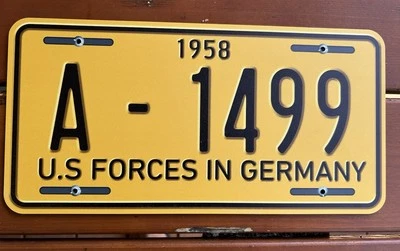 1958
A - 1499
U.S FORCES IN GERMANY